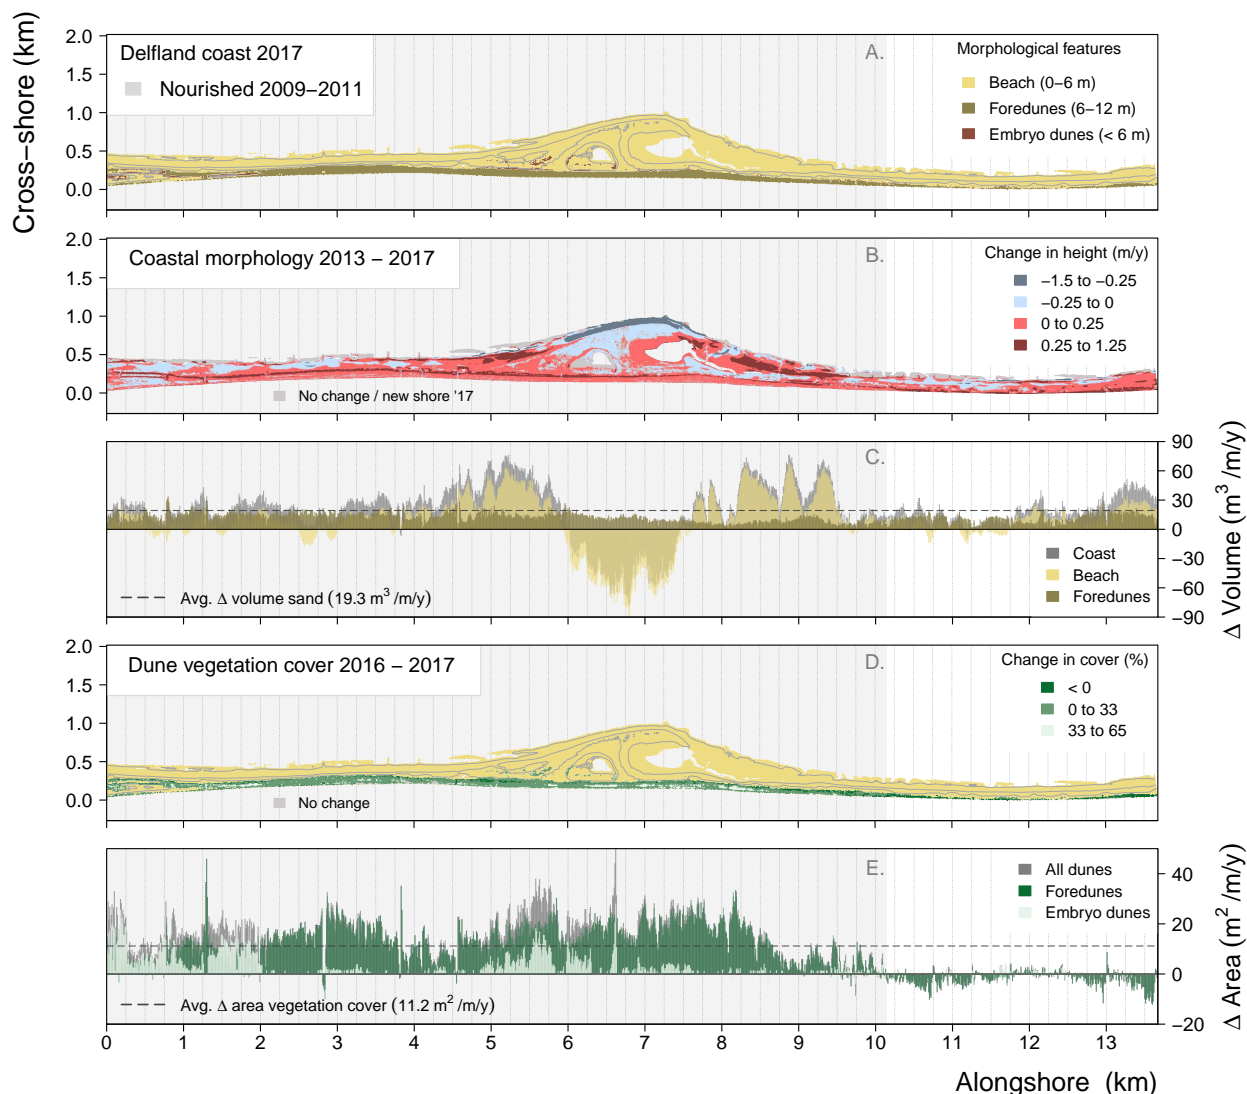 Cross−shore (km)
2.0
1.5
1.0
0.5
0.0
Delfland coast 2017
Nourished 2009−2011
A.
Morphological features
Beach (0−6 m)
Foredunes (6−12 m)
Embryo dunes (< 6 m)
2.0
1.5
1.0
0.5
0.0
Coastal morphology 2013 − 2017
B.
Change in height (m/y)
−1.5 to −0.25
−0.25 to 0
0 to 0.25
0.25 to 1.25
No change / new shore '17
C.
90
60
30
0
−30
−60
−90
Δ Volume (m³ /m/y)
Coast
Beach
Foredunes
Avg. Δ volume sand (19.3 m³ /m/y)
2.0
1.5
1.0
0.5
0.0
Dune vegetation cover 2016 − 2017
D.
Change in cover (%)
< 0
0 to 33
33 to 65
No change
E.
40
20
0
−20
Δ Area (m² /m/y)
All dunes
Foredunes
Embryo dunes
Avg. Δ area vegetation cover (11.2 m² /m/y)
0 1 2 3 4 5 6 7 8 9 10 11 12 13
Alongshore (km)